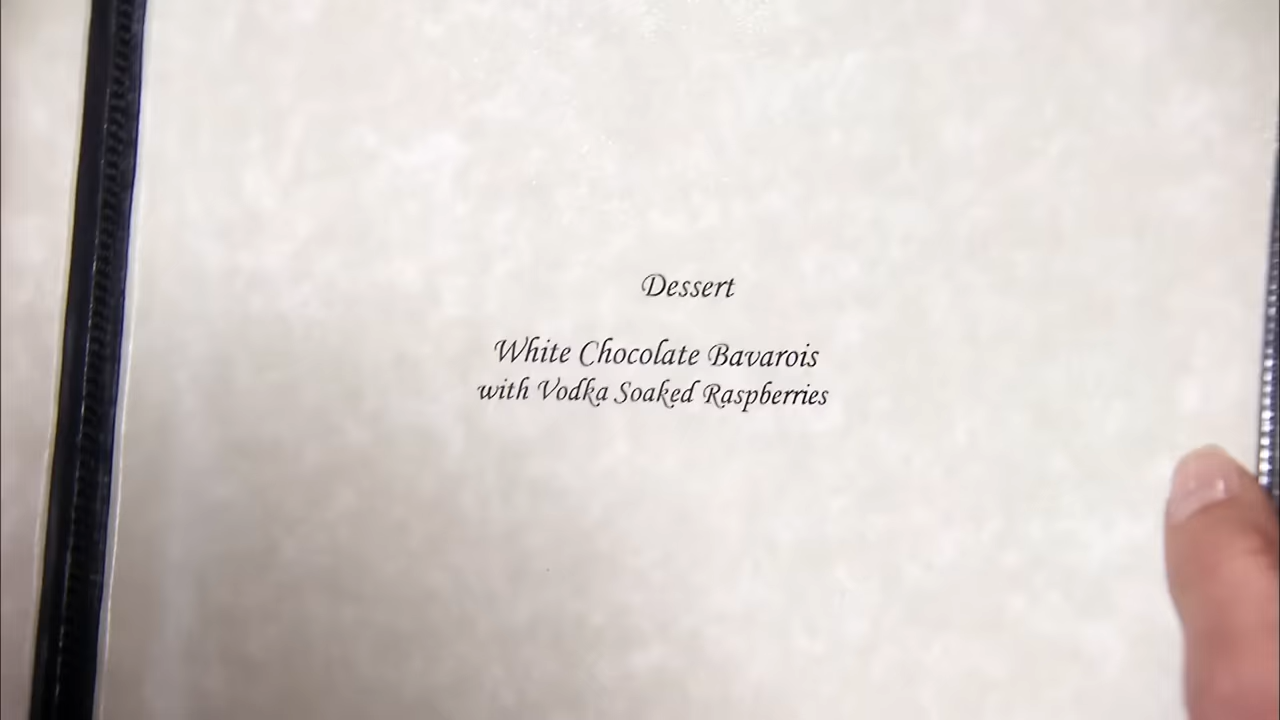 Dessert
White Chocolate Bavarois
with Vodka Soaked Raspberries